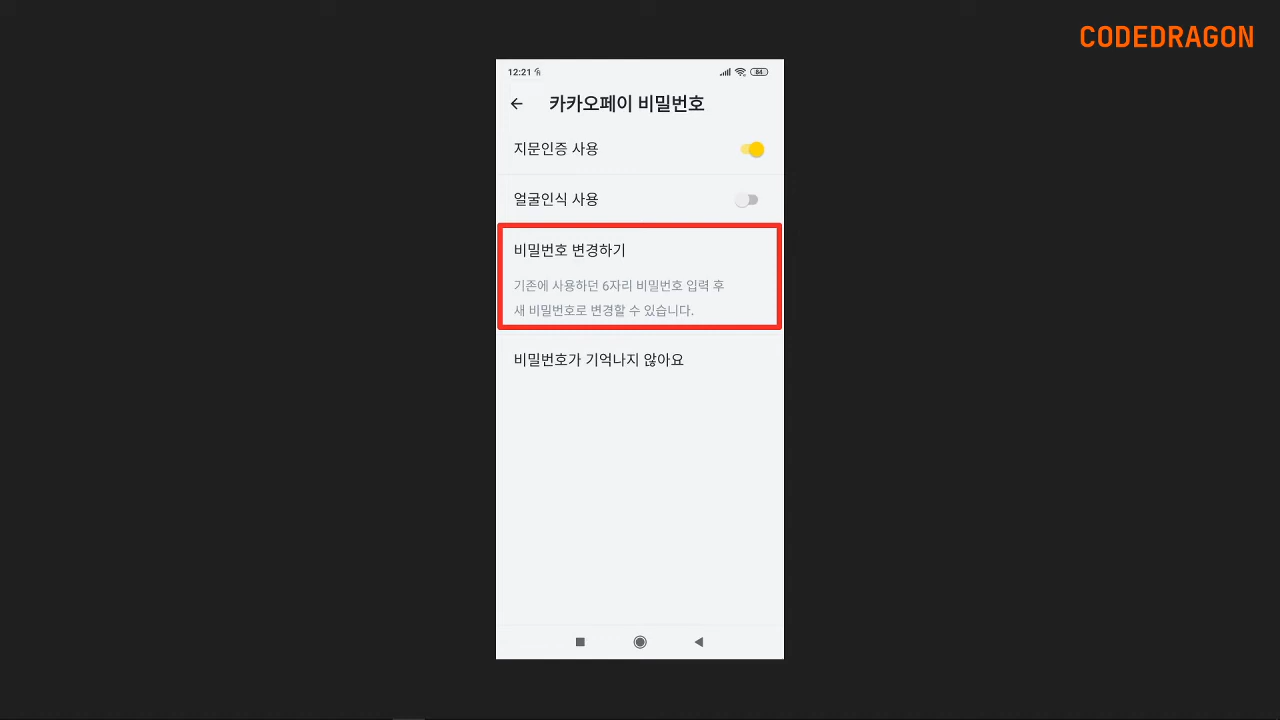 CODEDRAGON
12:21
84
카카오페이 비밀번호
지문인증 사용
얼굴인식 사용
비밀번호 변경하기
기존에 사용하던 6자리 비밀번호 입력 후
새 비밀번호로 변경할 수 있습니다.
비밀번호가 기억나지 않아요